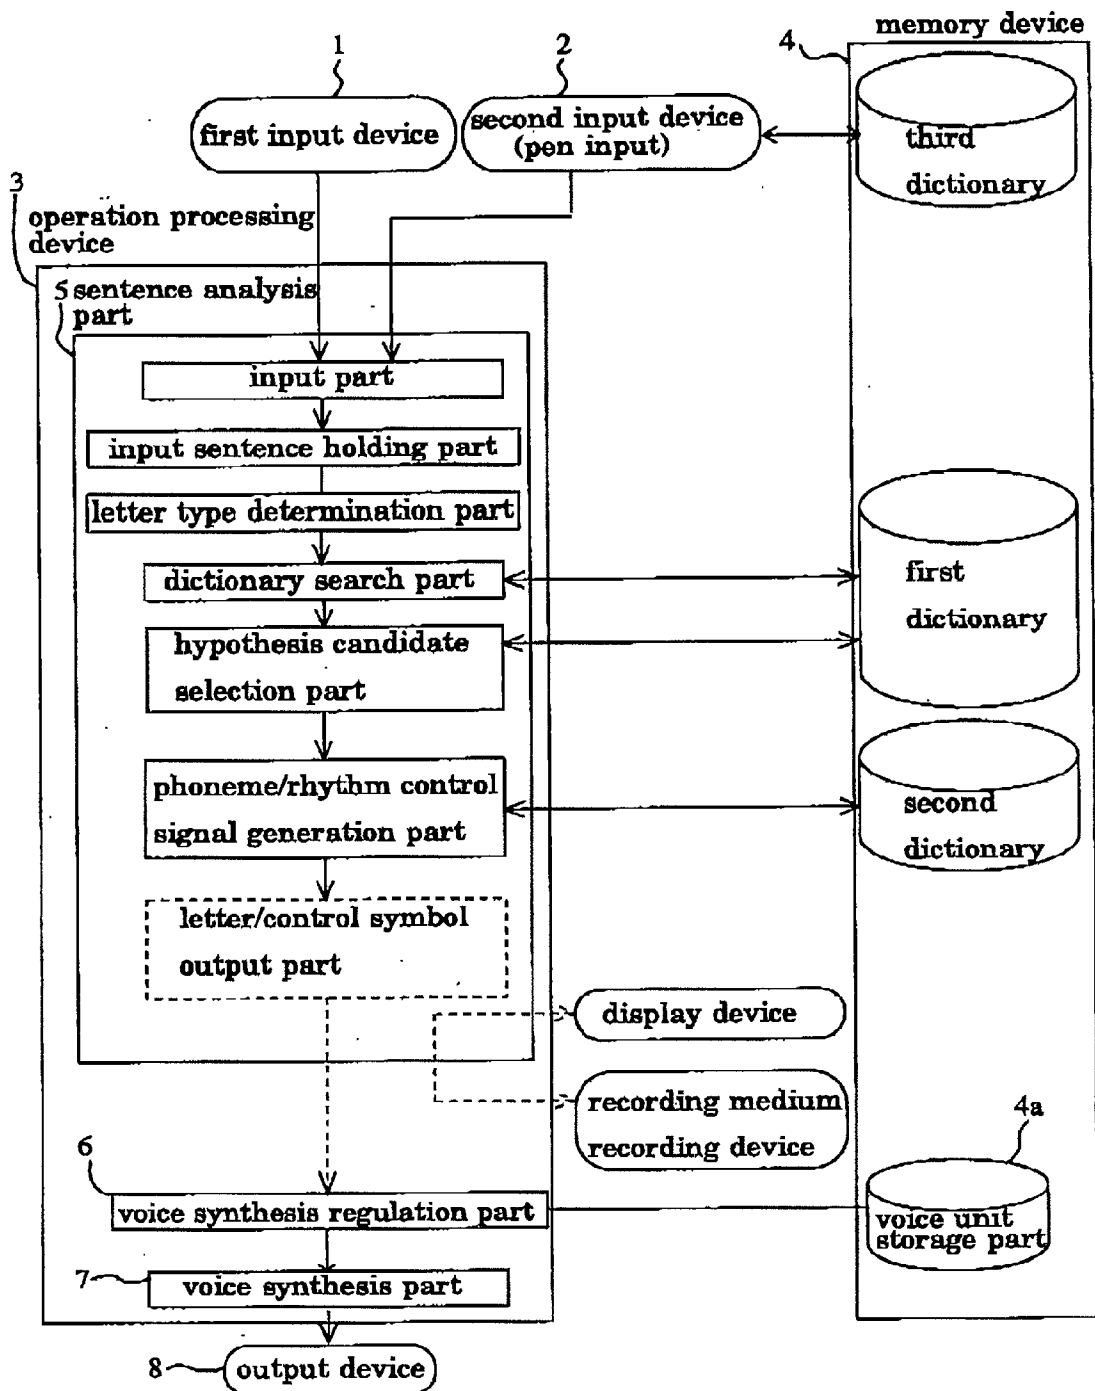 memory device
1
2
4
first input device
second input device
(pen input)
third
dictionary
3
operation processing
device
5 sentence analysis
part
input part
input sentence holding part
letter type determination part
dictionary search part
first
dictionary
hypothesis candidate
selection part
phoneme/rhythm control
signal generation part
second
dictionary
letter/control symbol
output part
display device
recording medium
recording device
4a
6
voice synthesis regulation part
voice unit
storage part
7
voice synthesis part
8
output device